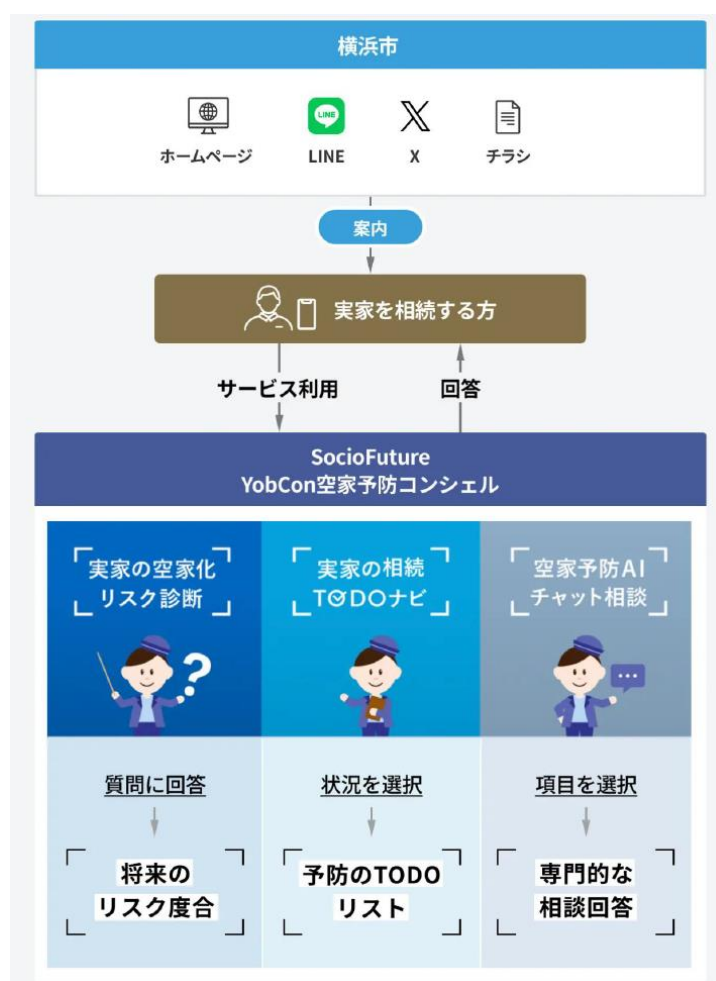 横浜市
LINE
ホームページ
LINE
X
チラシ
案内
実家を相続する方
サービス利用
回答
SocioFuture
YobCon空家予防コンシェル
実家の空家化
リスク診断
実家の相続
TODOナビ
空家予防AI
チャット相談
?
質問に回答
将来の
リスク度合
状況を選択
予防のTODO
リスト
項目を選択
専門的な
相談回答